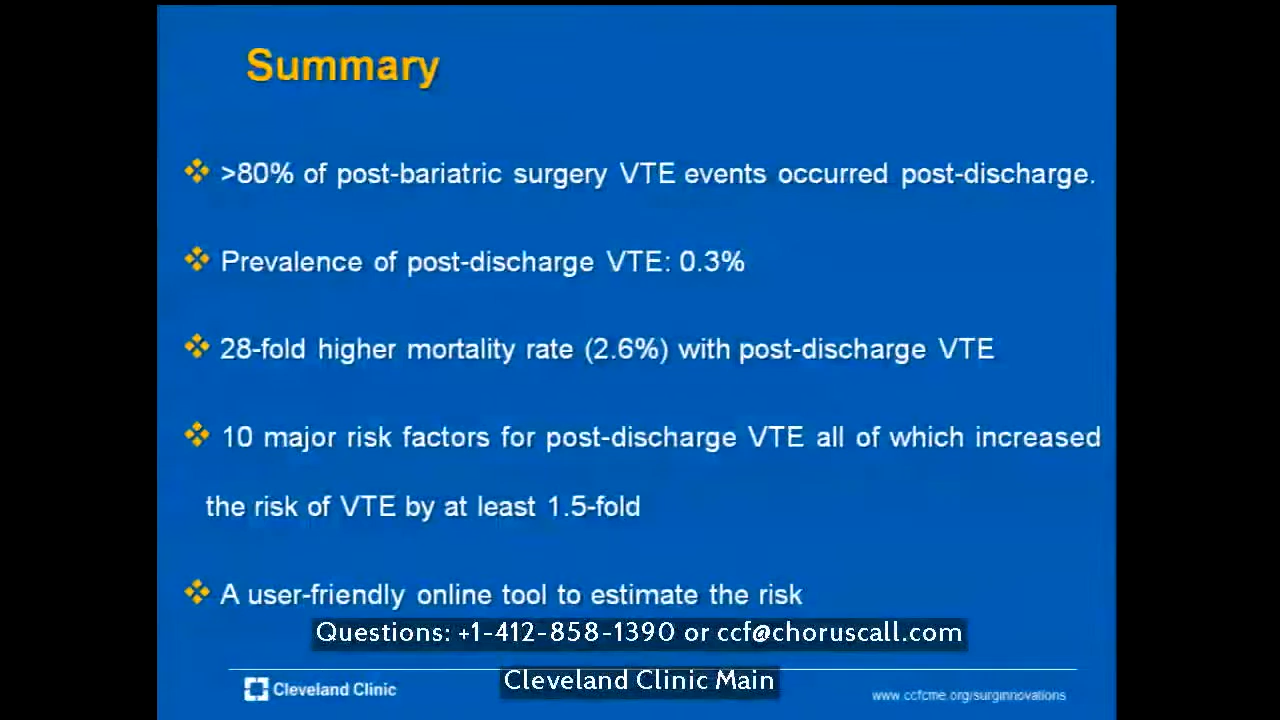 Summary
>80% of post-bariatric surgery VTE events occurred post-discharge.
Prevalence of post-discharge VTE: 0.3%
28-fold higher mortality rate (2.6%) with post-discharge VTE
10 major risk factors for post-discharge VTE all of which increased
the risk of VTE by at least 1.5-fold
A user-friendly online tool to estimate the risk
Questions: +1-412-858-1390 or ccf@choruscall.com
Cleveland Clinic
Cleveland Clinic Main
www.ccfcme.org/surginnovations